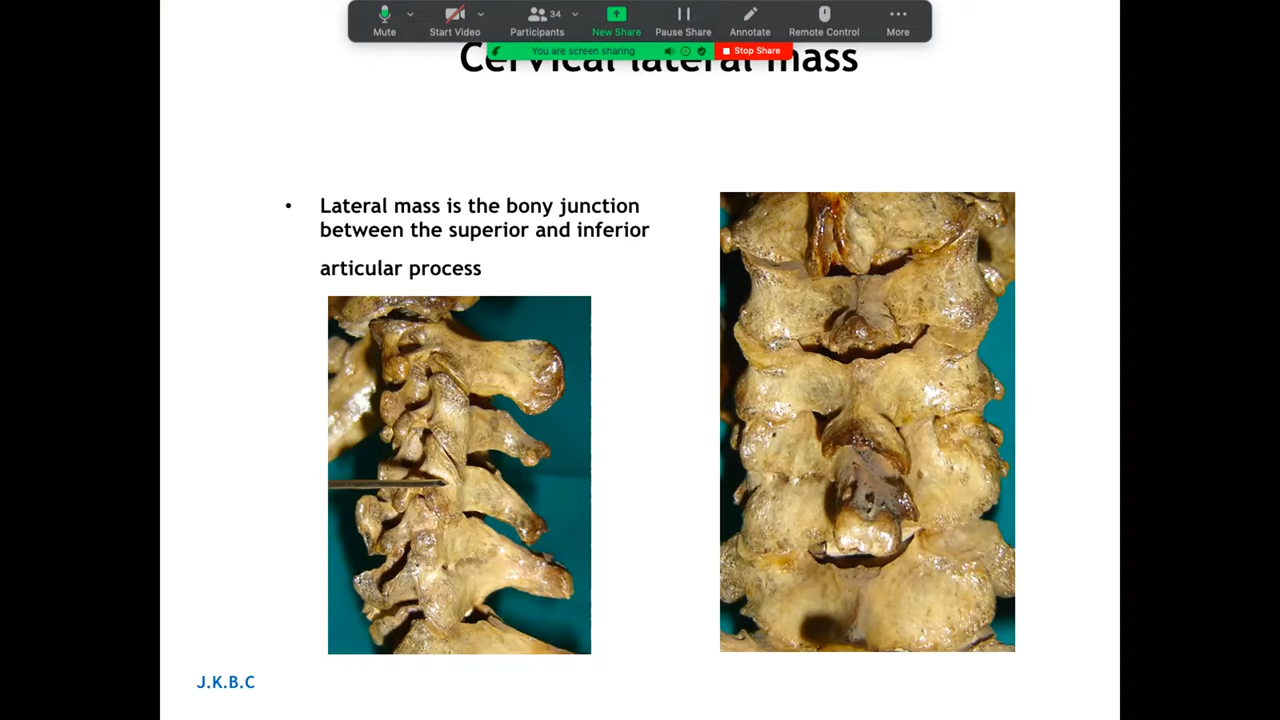 Mute
Start Video
34
Participants
New Share
Pause Share
Annotate
Remote Control
More
You are screen sharing
Stop Share
Cervical lateral mass
• Lateral mass is the bony junction
between the superior and inferior
articular process
J.K.B.C